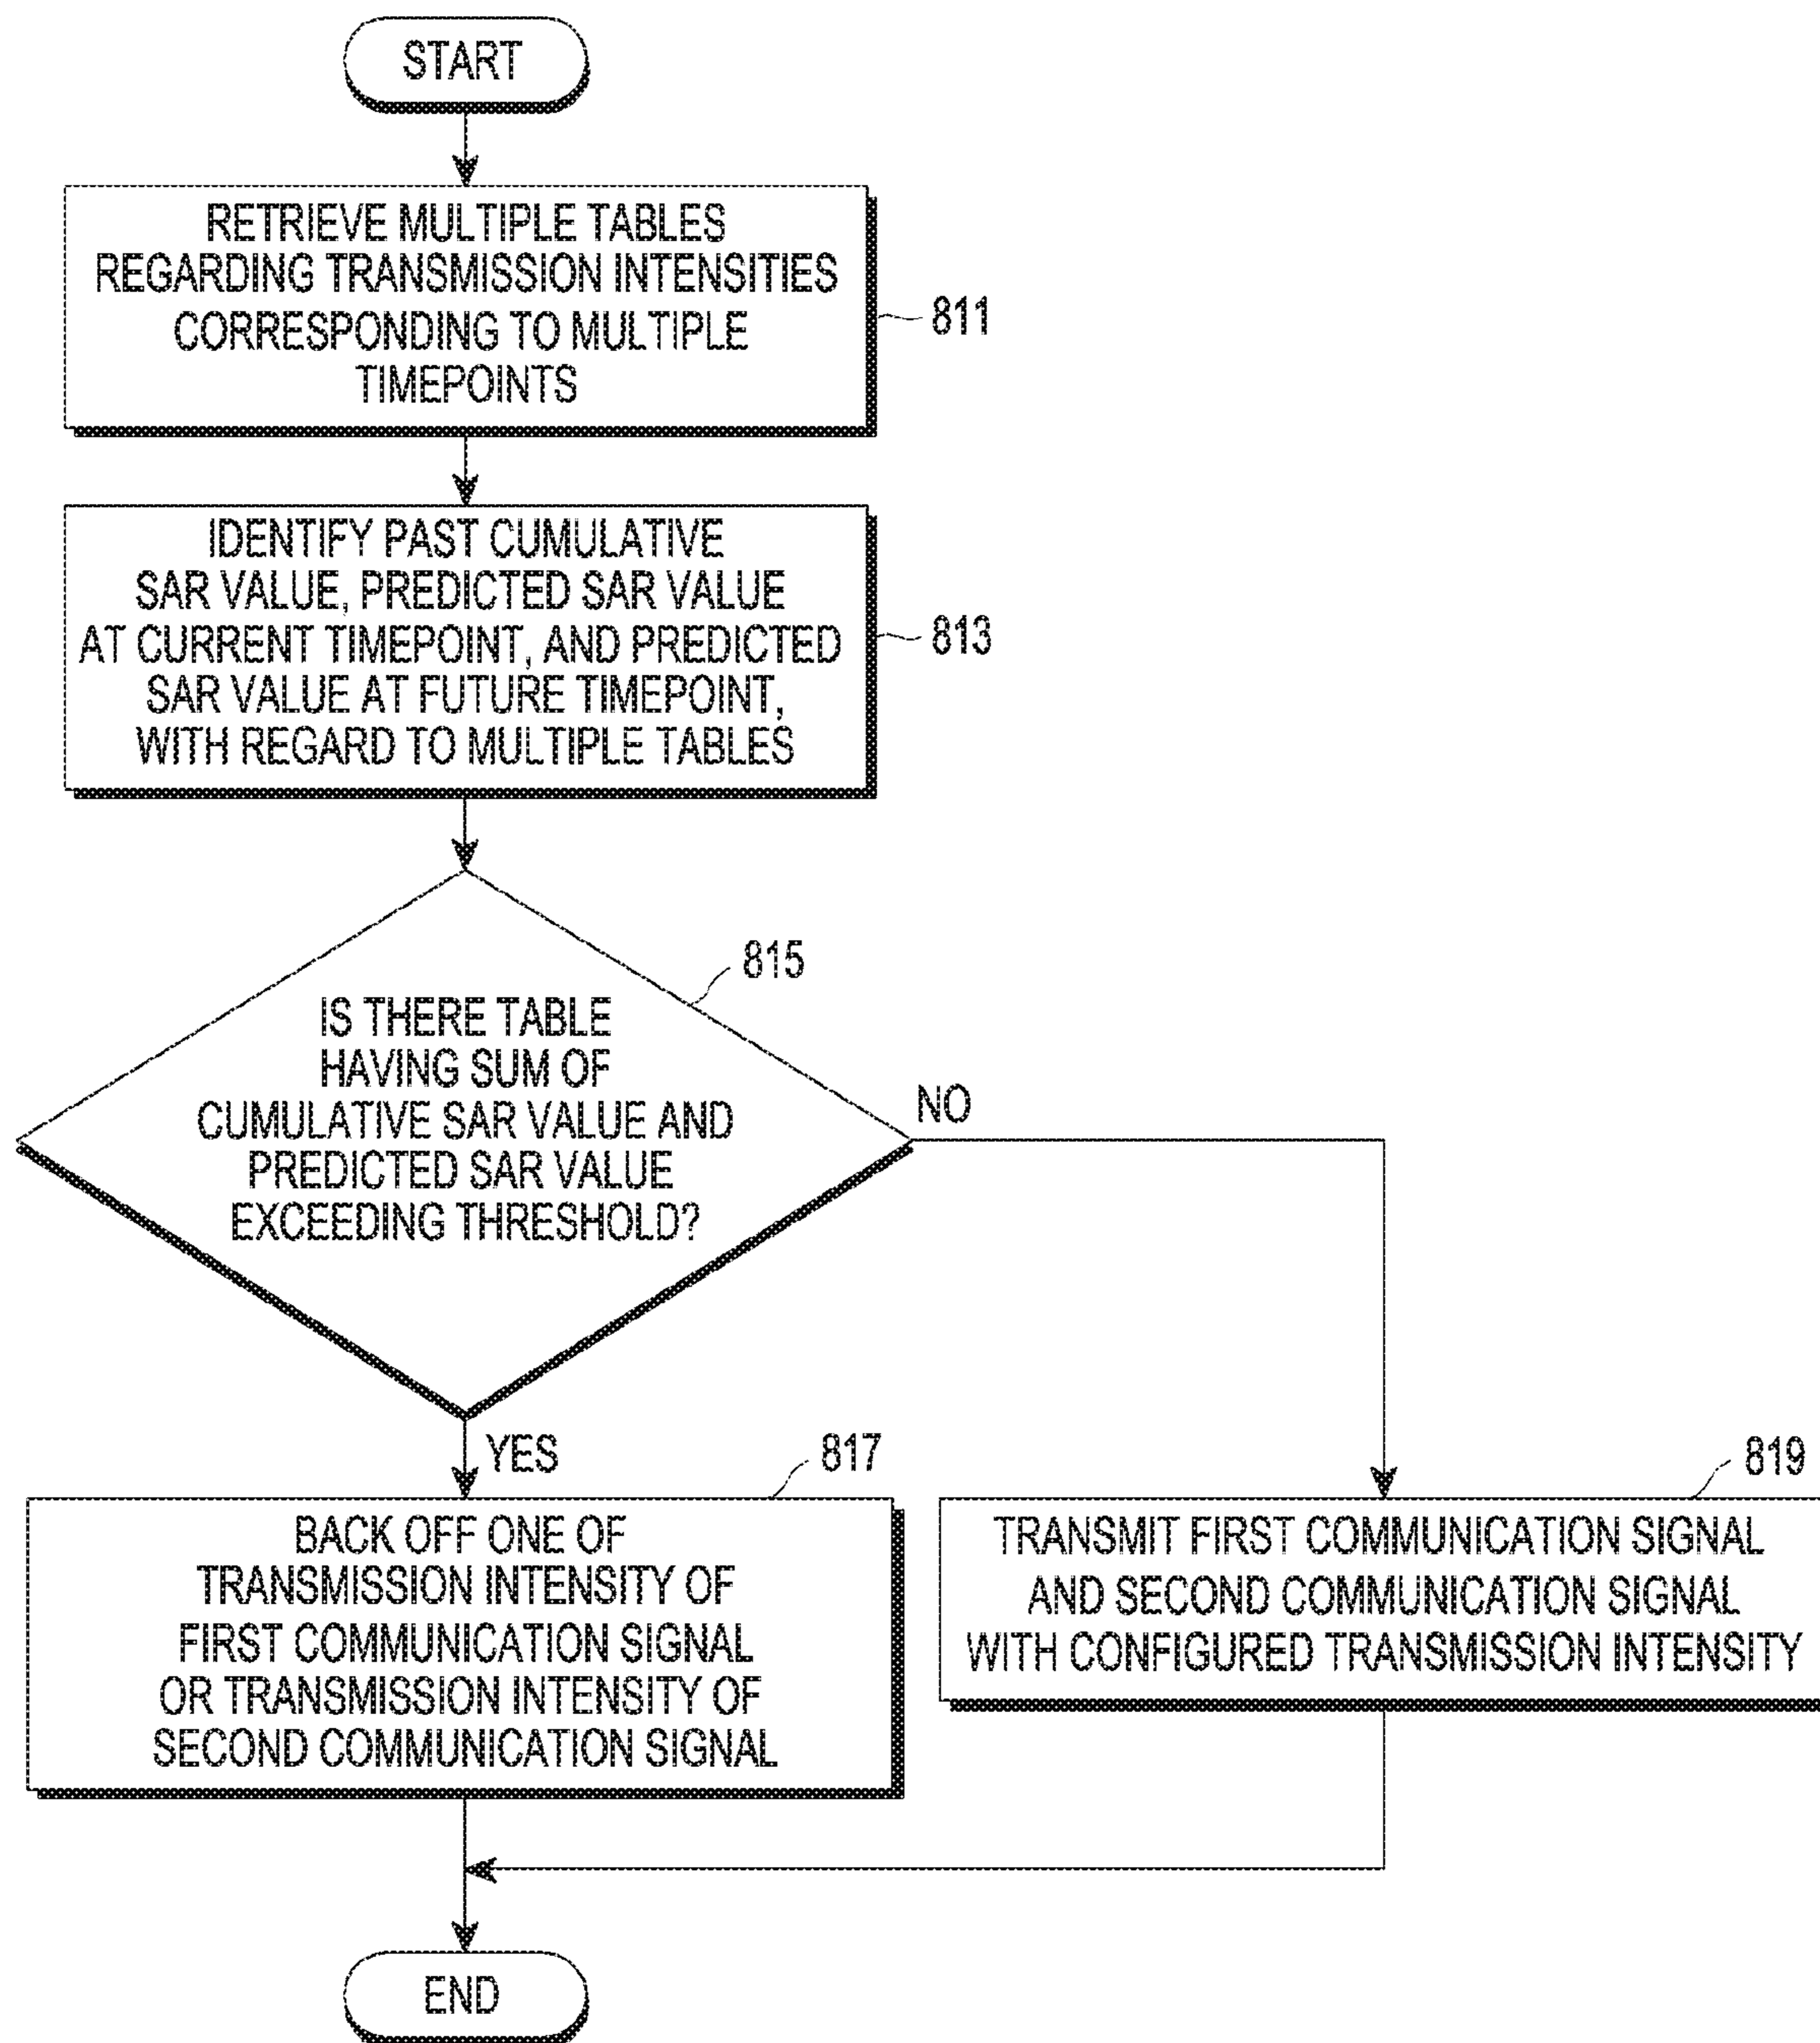 START
RETRIEVE MULTIPLE TABLES
REGARDING TRANSMISSION INTENSITIES
CORRESPONDING TO MULTIPLE
TIMEPOINTS
811
IDENTIFY PAST CUMULATIVE
SAR VALUE, PREDICTED SAR VALUE
AT CURRENT TIMEPOINT, AND PREDICTED
SAR VALUE AT FUTURE TIMEPOINT,
WITH REGARD TO MULTIPLE TABLES
813
815
IS THERE TABLE
HAVING SUM OF
CUMULATIVE SAR VALUE AND
PREDICTED SAR VALUE
EXCEEDING THRESHOLD?
NO
YES
817
BACK OFF ONE OF
TRANSMISSION INTENSITY OF
FIRST COMMUNICATION SIGNAL
OR TRANSMISSION INTENSITY OF
SECOND COMMUNICATION SIGNAL
819
TRANSMIT FIRST COMMUNICATION SIGNAL
AND SECOND COMMUNICATION SIGNAL
WITH CONFIGURED TRANSMISSION INTENSITY
END